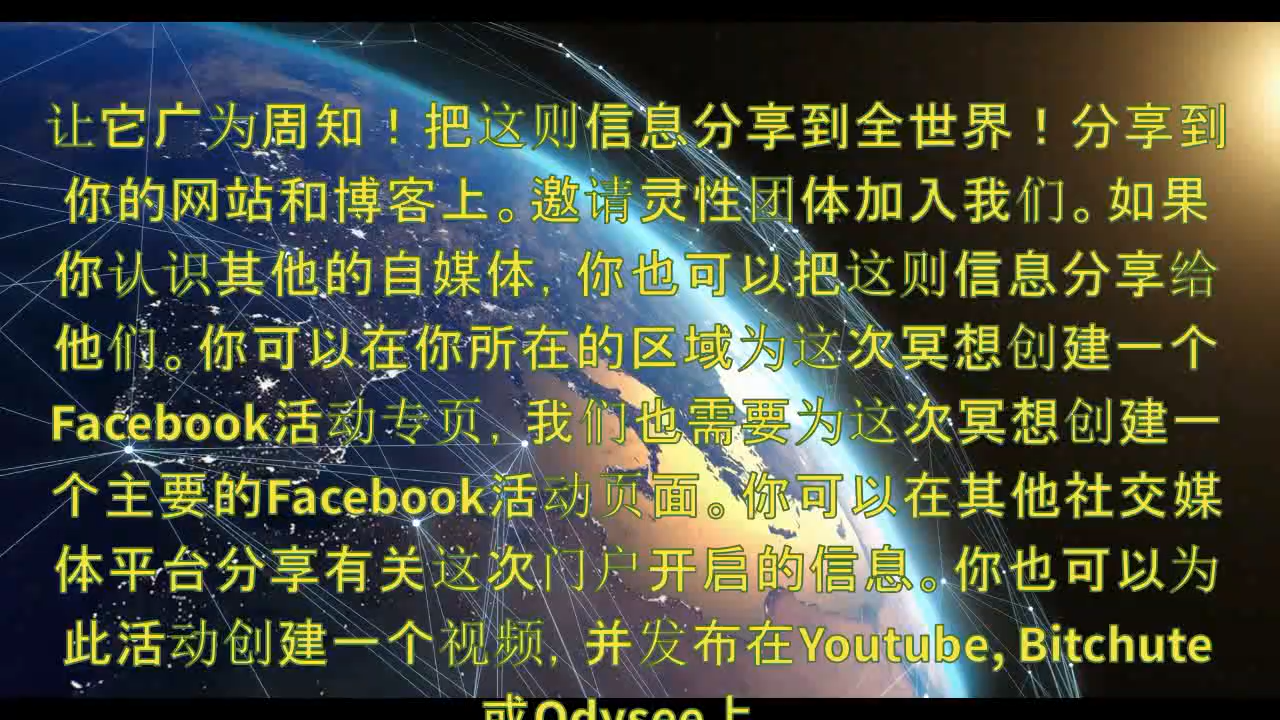 让它广为周知！把这则信息分享到全世界！分享到
你的网站和博客上。邀请灵性团体加入我们。如果
你认识其他的自媒体，你也可以把这则信息分享给
他们。你可以在你所在的区域为这次冥想创建一个
Facebook活动专页，我们也需要为这次冥想创建一
个主要的Facebook活动页面。你可以在其他社交媒
体平台分享有关这次门户开启的信息。你也可以为
此活动创建一个视频，并发布在Youtube, Bitchute
或Odysee上